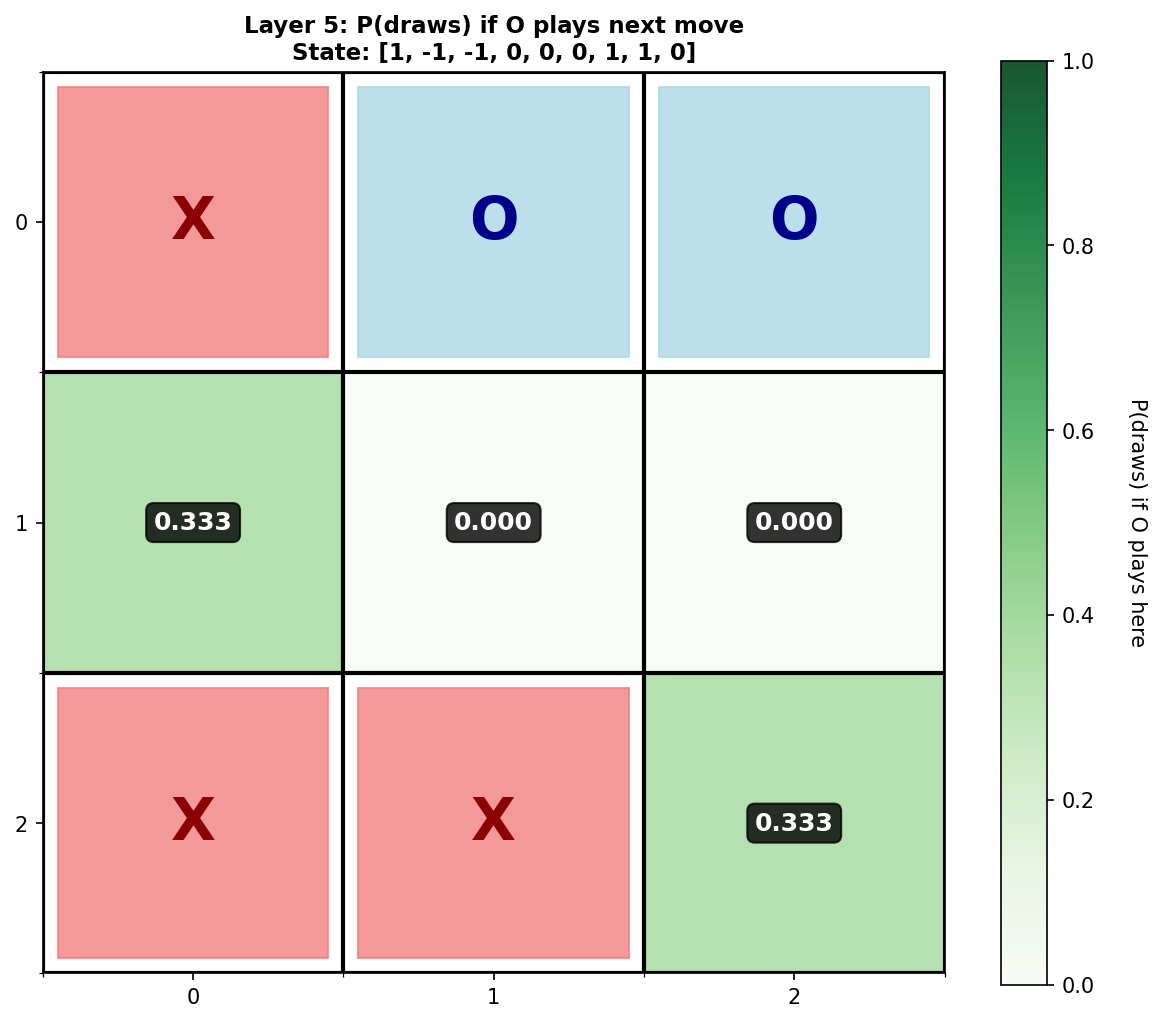 Layer 5: P(draws) if O plays next move
State: [1, -1, -1, 0, 0, 0, 1, 1, 0]
X
O
O
0.333
0.000
0.000
X
X
0.333
0
1
2
0
1
2
1.0
0.8
0.6
0.4
0.2
0.0
P(draws) if O plays here